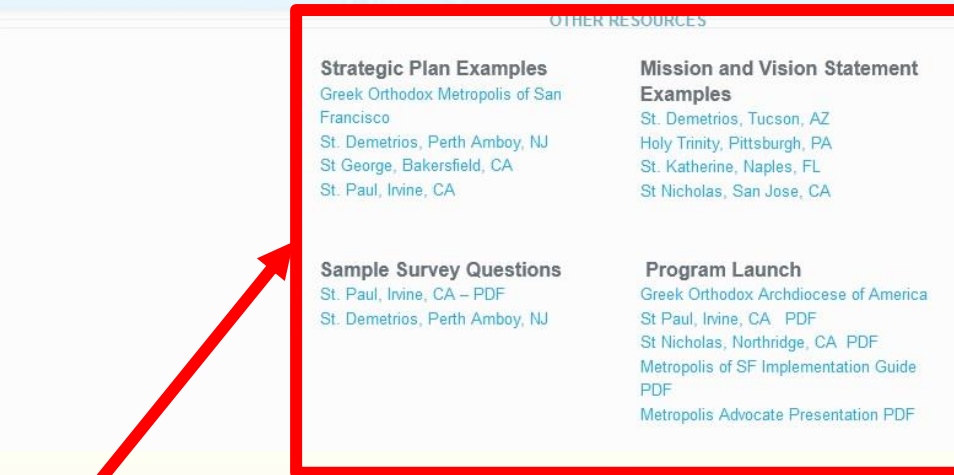 OTHER RESOURCES
Strategic Plan Examples
Greek Orthodox Metropolis of San
Francisco
St. Demetrios, Perth Amboy, NJ
St George, Bakersfield, CA
St. Paul, Irvine, CA
Mission and Vision Statement
Examples
St. Demetrios, Tucson, AZ
Holy Trinity, Pittsburgh, PA
St. Katherine, Naples, FL
St Nicholas, San Jose, CA
Sample Survey Questions
St. Paul, Irvine, CA – PDF
St. Demetrios, Perth Amboy, NJ
Program Launch
Greek Orthodox Archdiocese of America
St Paul, Irvine, CA PDF
St Nicholas, Northridge, CA PDF
Metropolis of SF Implementation Guide
PDF
Metropolis Advocate Presentation PDF